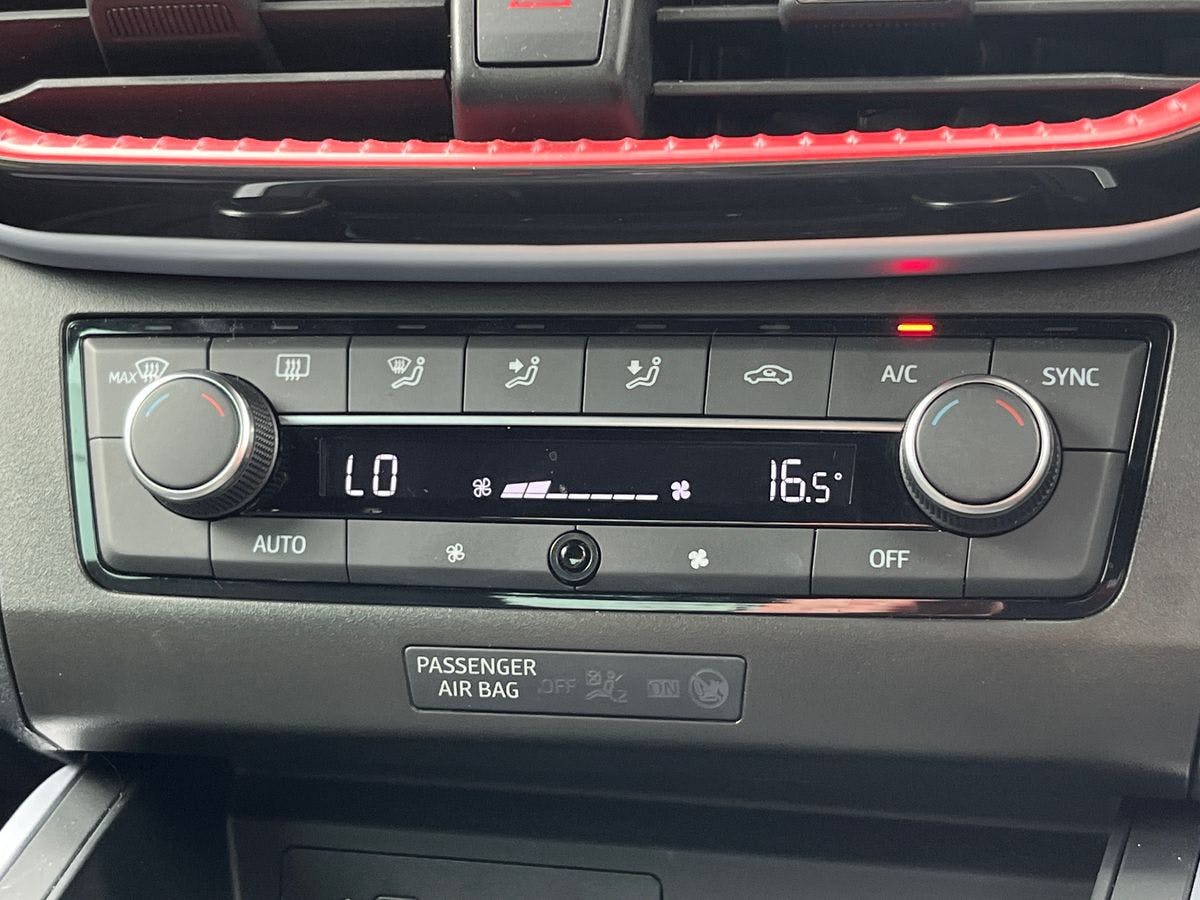 MAX
A/C
SYNC
LO
16.5°
AUTO
OFF
PASSENGER
AIR BAG
OFF
ON